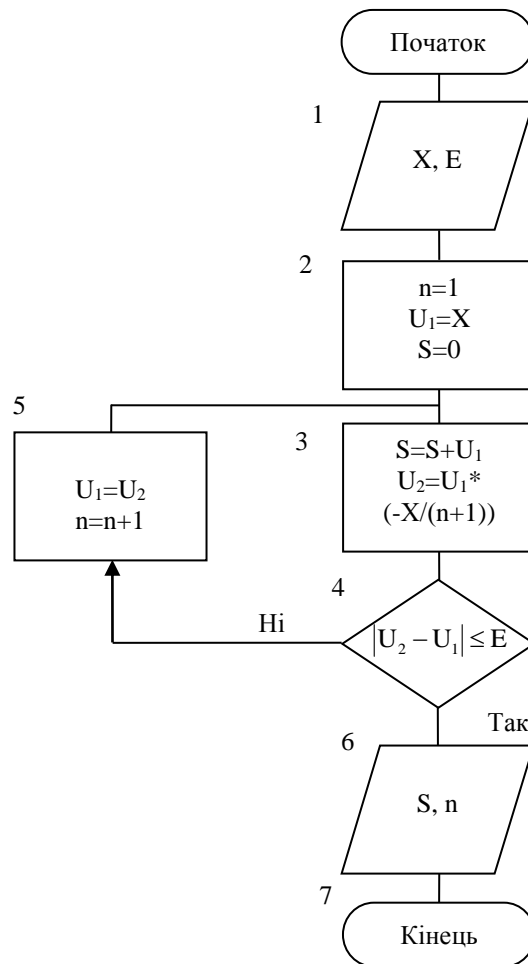 Початок
1
X, E
2
n=1
U₁=X
S=0
5
U₁=U₂
n=n+1
3
S=S+U₁
U₂=U₁*
(-X/(n+1))
4
|U₂ − U₁| ≤ E
Ні
Так
6
S, n
7
Кінець